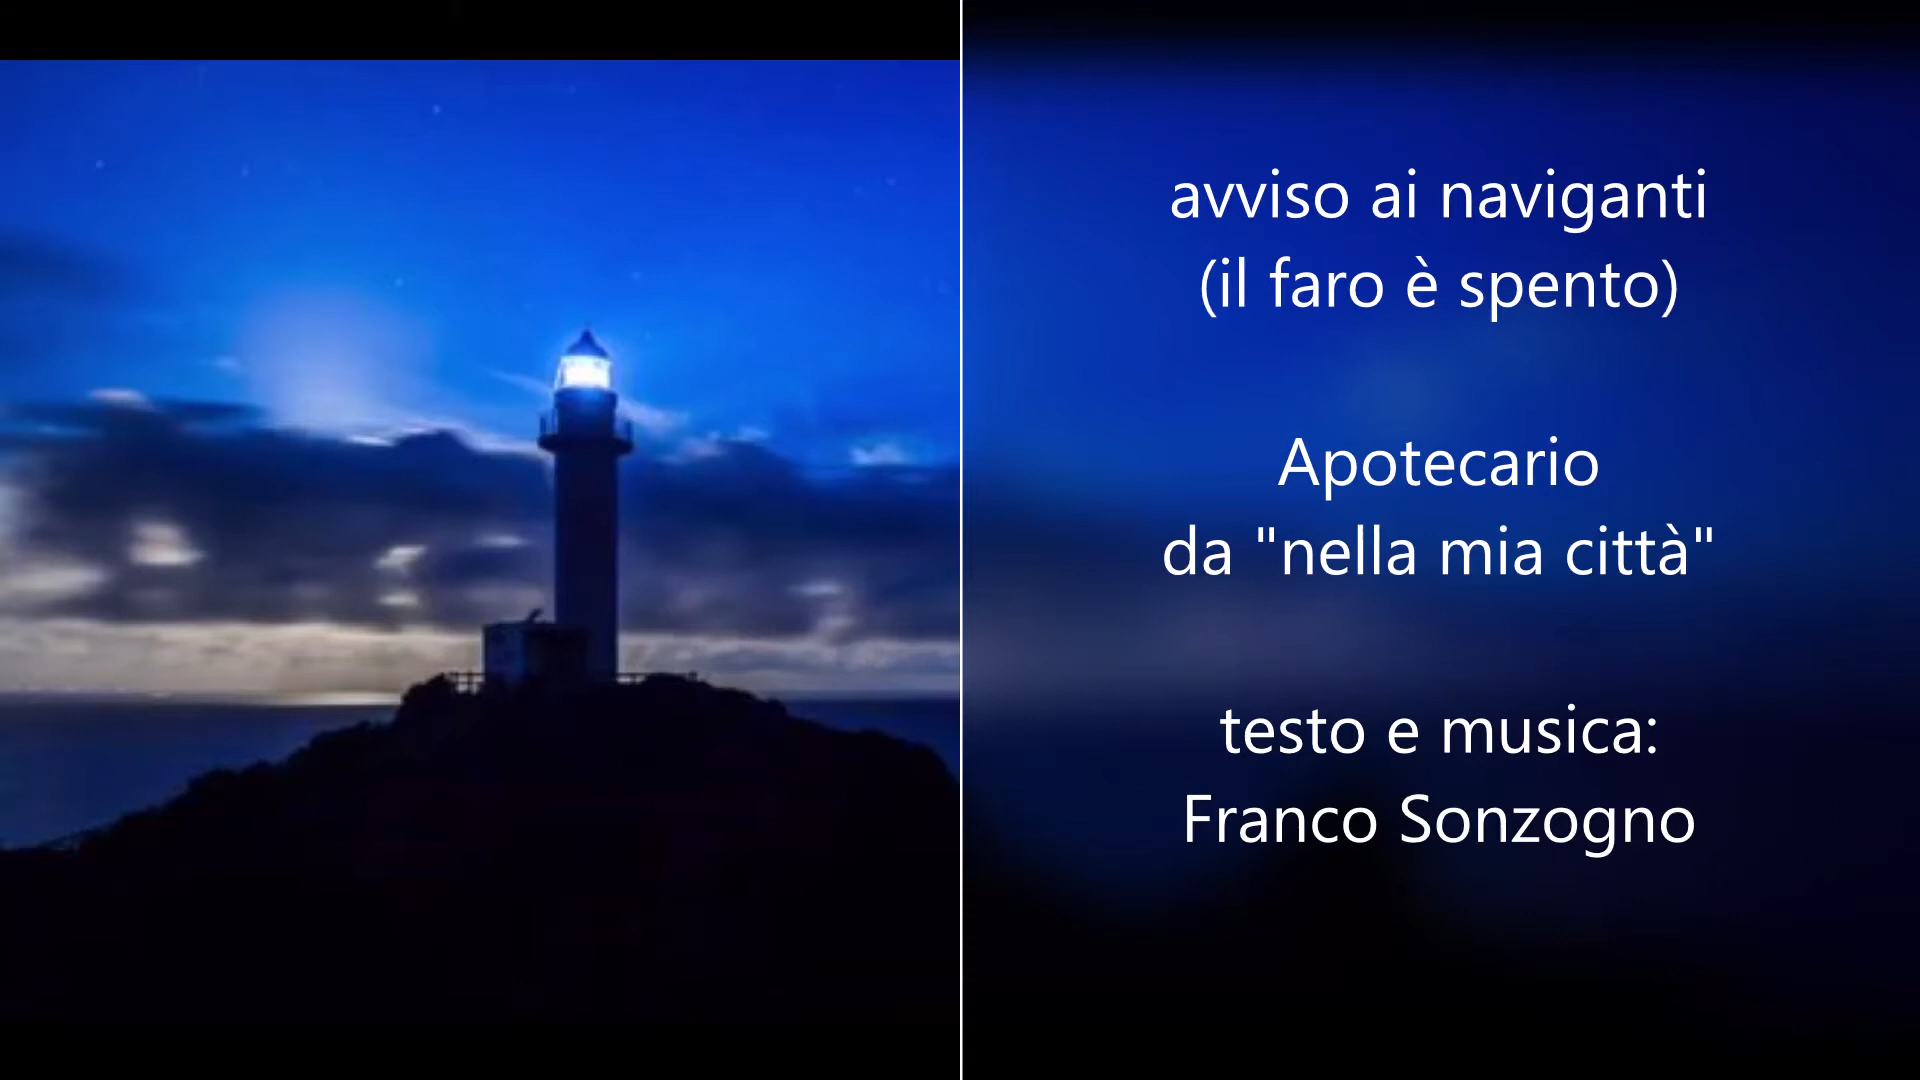 avviso ai naviganti
(il faro è spento)
Apotecario
da "nella mia città"
testo e musica:
Franco Sonzogno